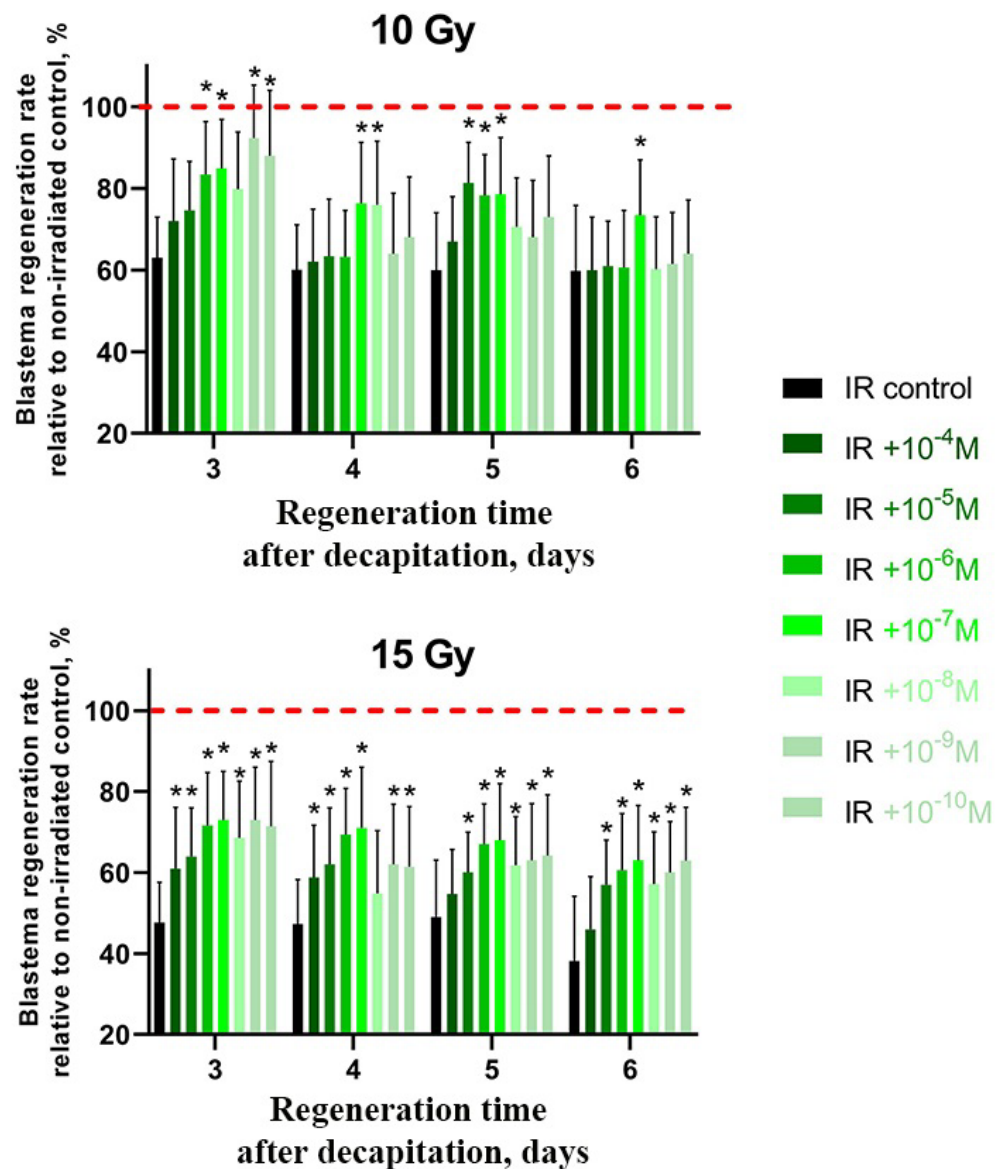 10 Gy
Blastema regeneration rate
relative to non-irradiated control, %
100
80
60
40
20
* * * *
* *
* * *
*
3 4 5 6
Regeneration time
after decapitation, days
IR control
IR +10⁻⁴M
IR +10⁻⁵M
IR +10⁻⁶M
IR +10⁻⁷M
IR +10⁻⁸M
IR +10⁻⁹M
IR +10⁻¹⁰M
15 Gy
Blastema regeneration rate
relative to non-irradiated control, %
100
80
60
40
20
* * * * * * *
* * * * * *
* * * * * *
* * * * * *
3 4 5 6
Regeneration time
after decapitation, days